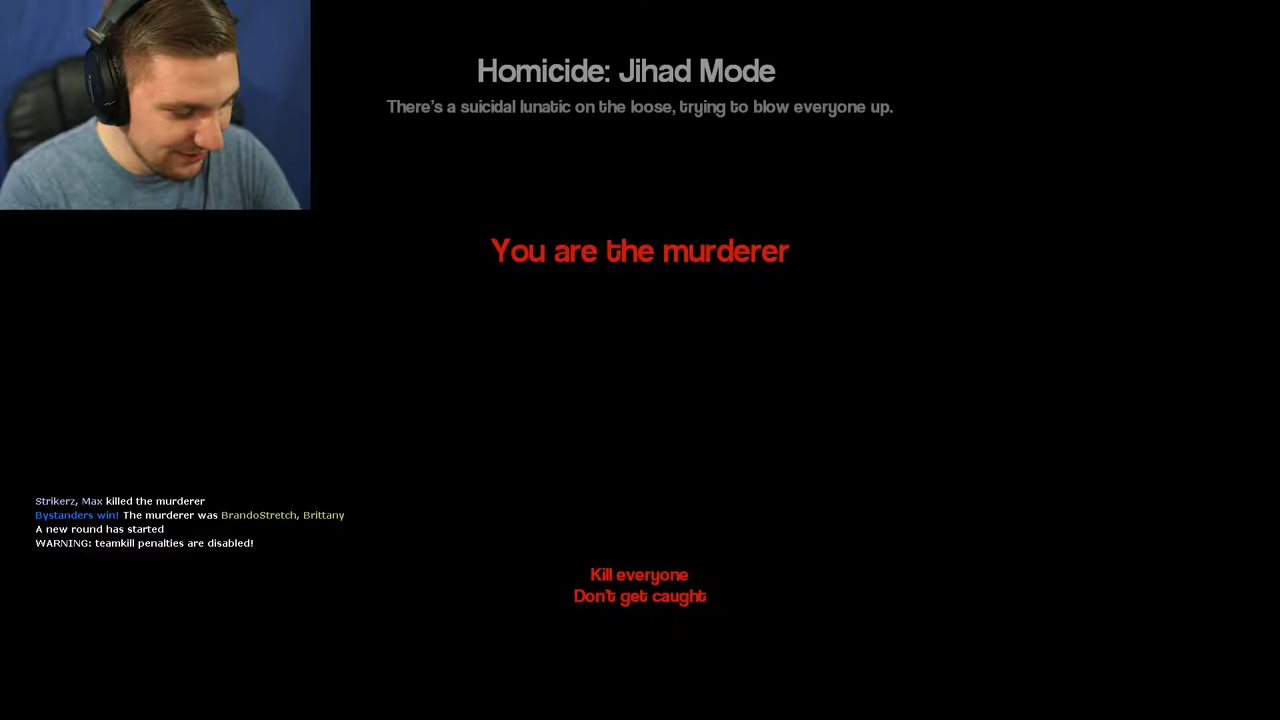 Homicide: Jihad Mode
There's a suicidal lunatic on the loose, trying to blow everyone up.
You are the murderer
Strikerz, Max killed the murderer
Bystanders win! The murderer was BrandoStretch, Brittany
A new round has started
WARNING: teamkill penalties are disabled!
Kill everyone
Don't get caught